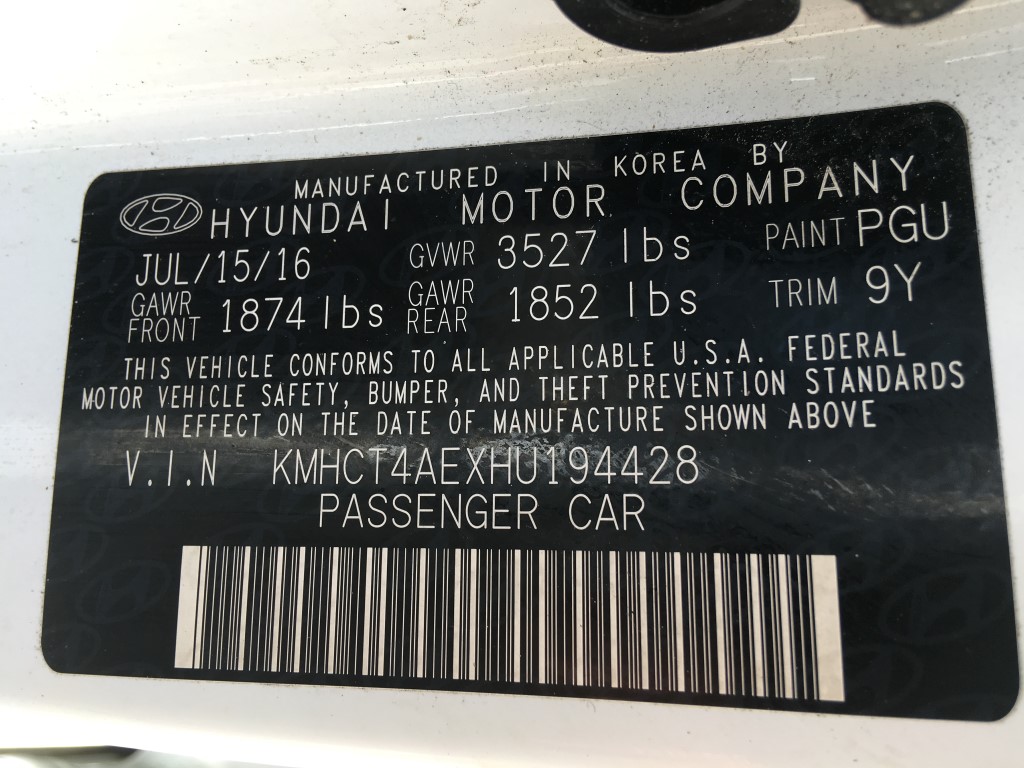 MANUFACTURED IN KOREA BY
HYUNDAI MOTOR COMPANY
JUL/15/16 GVWR 3527 lbs PAINT PGU
GAWR FRONT 1874 lbs GAWR REAR 1852 lbs TRIM 9Y
THIS VEHICLE CONFORMS TO ALL APPLICABLE U.S.A. FEDERAL
MOTOR VEHICLE SAFETY, BUMPER, AND THEFT PREVENTION STANDARDS
IN EFFECT ON THE DATE OF MANUFACTURE SHOWN ABOVE
V.I.N KMHCT4AEXHU194428
PASSENGER CAR